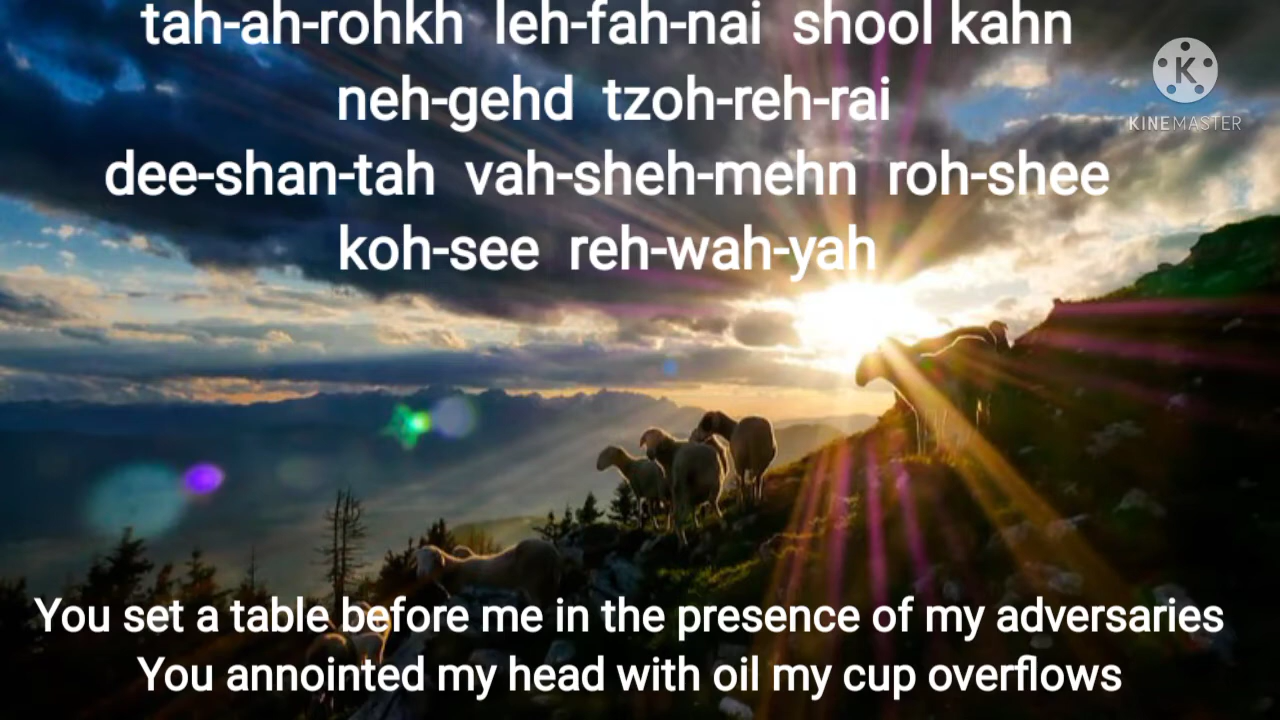 tah-ah-rohkh leh-fah-nai shool kahn
KINEMASTER
neh-gehd tzoh-reh-rai
dee-shan-tah vah-sheh-mehn roh-shee
koh-see reh-wah-yah
You set a table before me in the presence of my adversaries
You annointed my head with oil my cup overflows